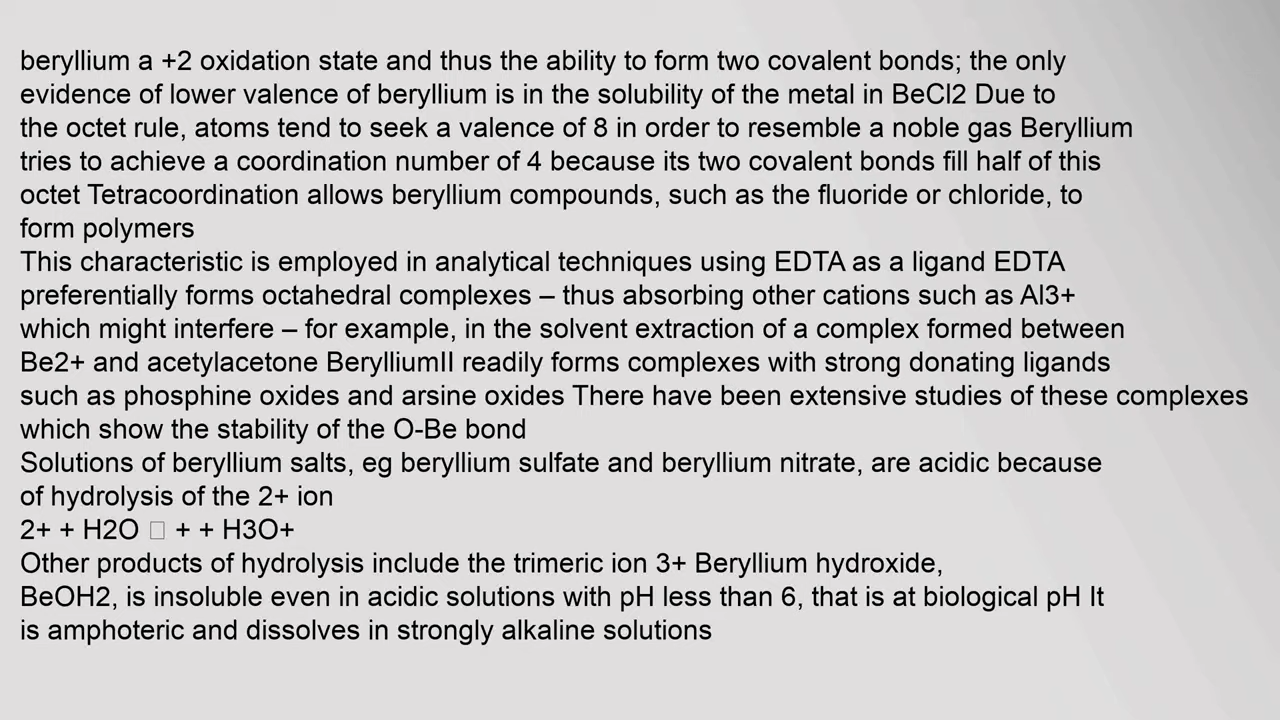 beryllium a +2 oxidation state and thus the ability to form two covalent bonds; the only
evidence of lower valence of beryllium is in the solubility of the metal in BeCl2 Due to
the octet rule, atoms tend to seek a valence of 8 in order to resemble a noble gas Beryllium
tries to achieve a coordination number of 4 because its two covalent bonds fill half of this
octet Tetracoordination allows beryllium compounds, such as the fluoride or chloride, to
form polymers
This characteristic is employed in analytical techniques using EDTA as a ligand EDTA
preferentially forms octahedral complexes – thus absorbing other cations such as Al3+
which might interfere – for example, in the solvent extraction of a complex formed between
Be2+ and acetylacetone BerylliumII readily forms complexes with strong donating ligands
such as phosphine oxides and arsine oxides There have been extensive studies of these complexes
which show the stability of the O-Be bond
Solutions of beryllium salts, eg beryllium sulfate and beryllium nitrate, are acidic because
of hydrolysis of the 2+ ion
2+ + H2O □ + + H3O+
Other products of hydrolysis include the trimeric ion 3+ Beryllium hydroxide,
BeOH2, is insoluble even in acidic solutions with pH less than 6, that is at biological pH It
is amphoteric and dissolves in strongly alkaline solutions